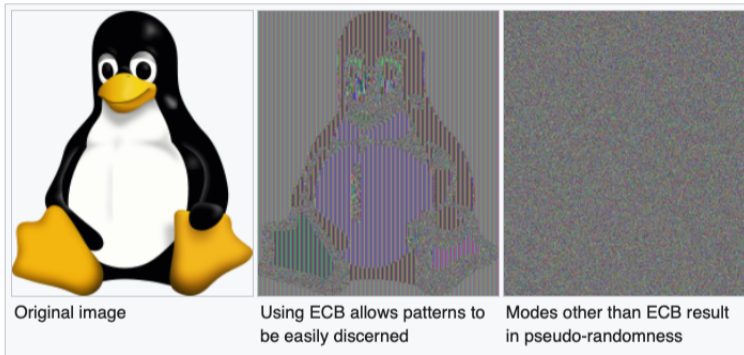 Original image
Using ECB allows patterns to
be easily discerned
Modes other than ECB result
in pseudo-randomness